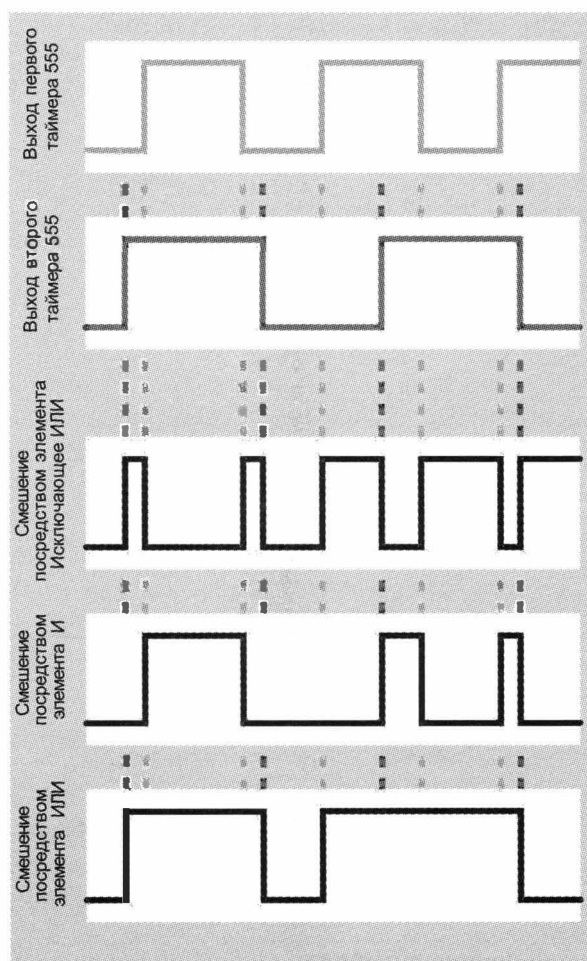 Выход первого
таймера 555
Выход второго
таймера 555
Смешение
посредством элемента
Исключающее ИЛИ
Смешение
посредством
элемента И
Смешение
посредством
элемента ИЛИ